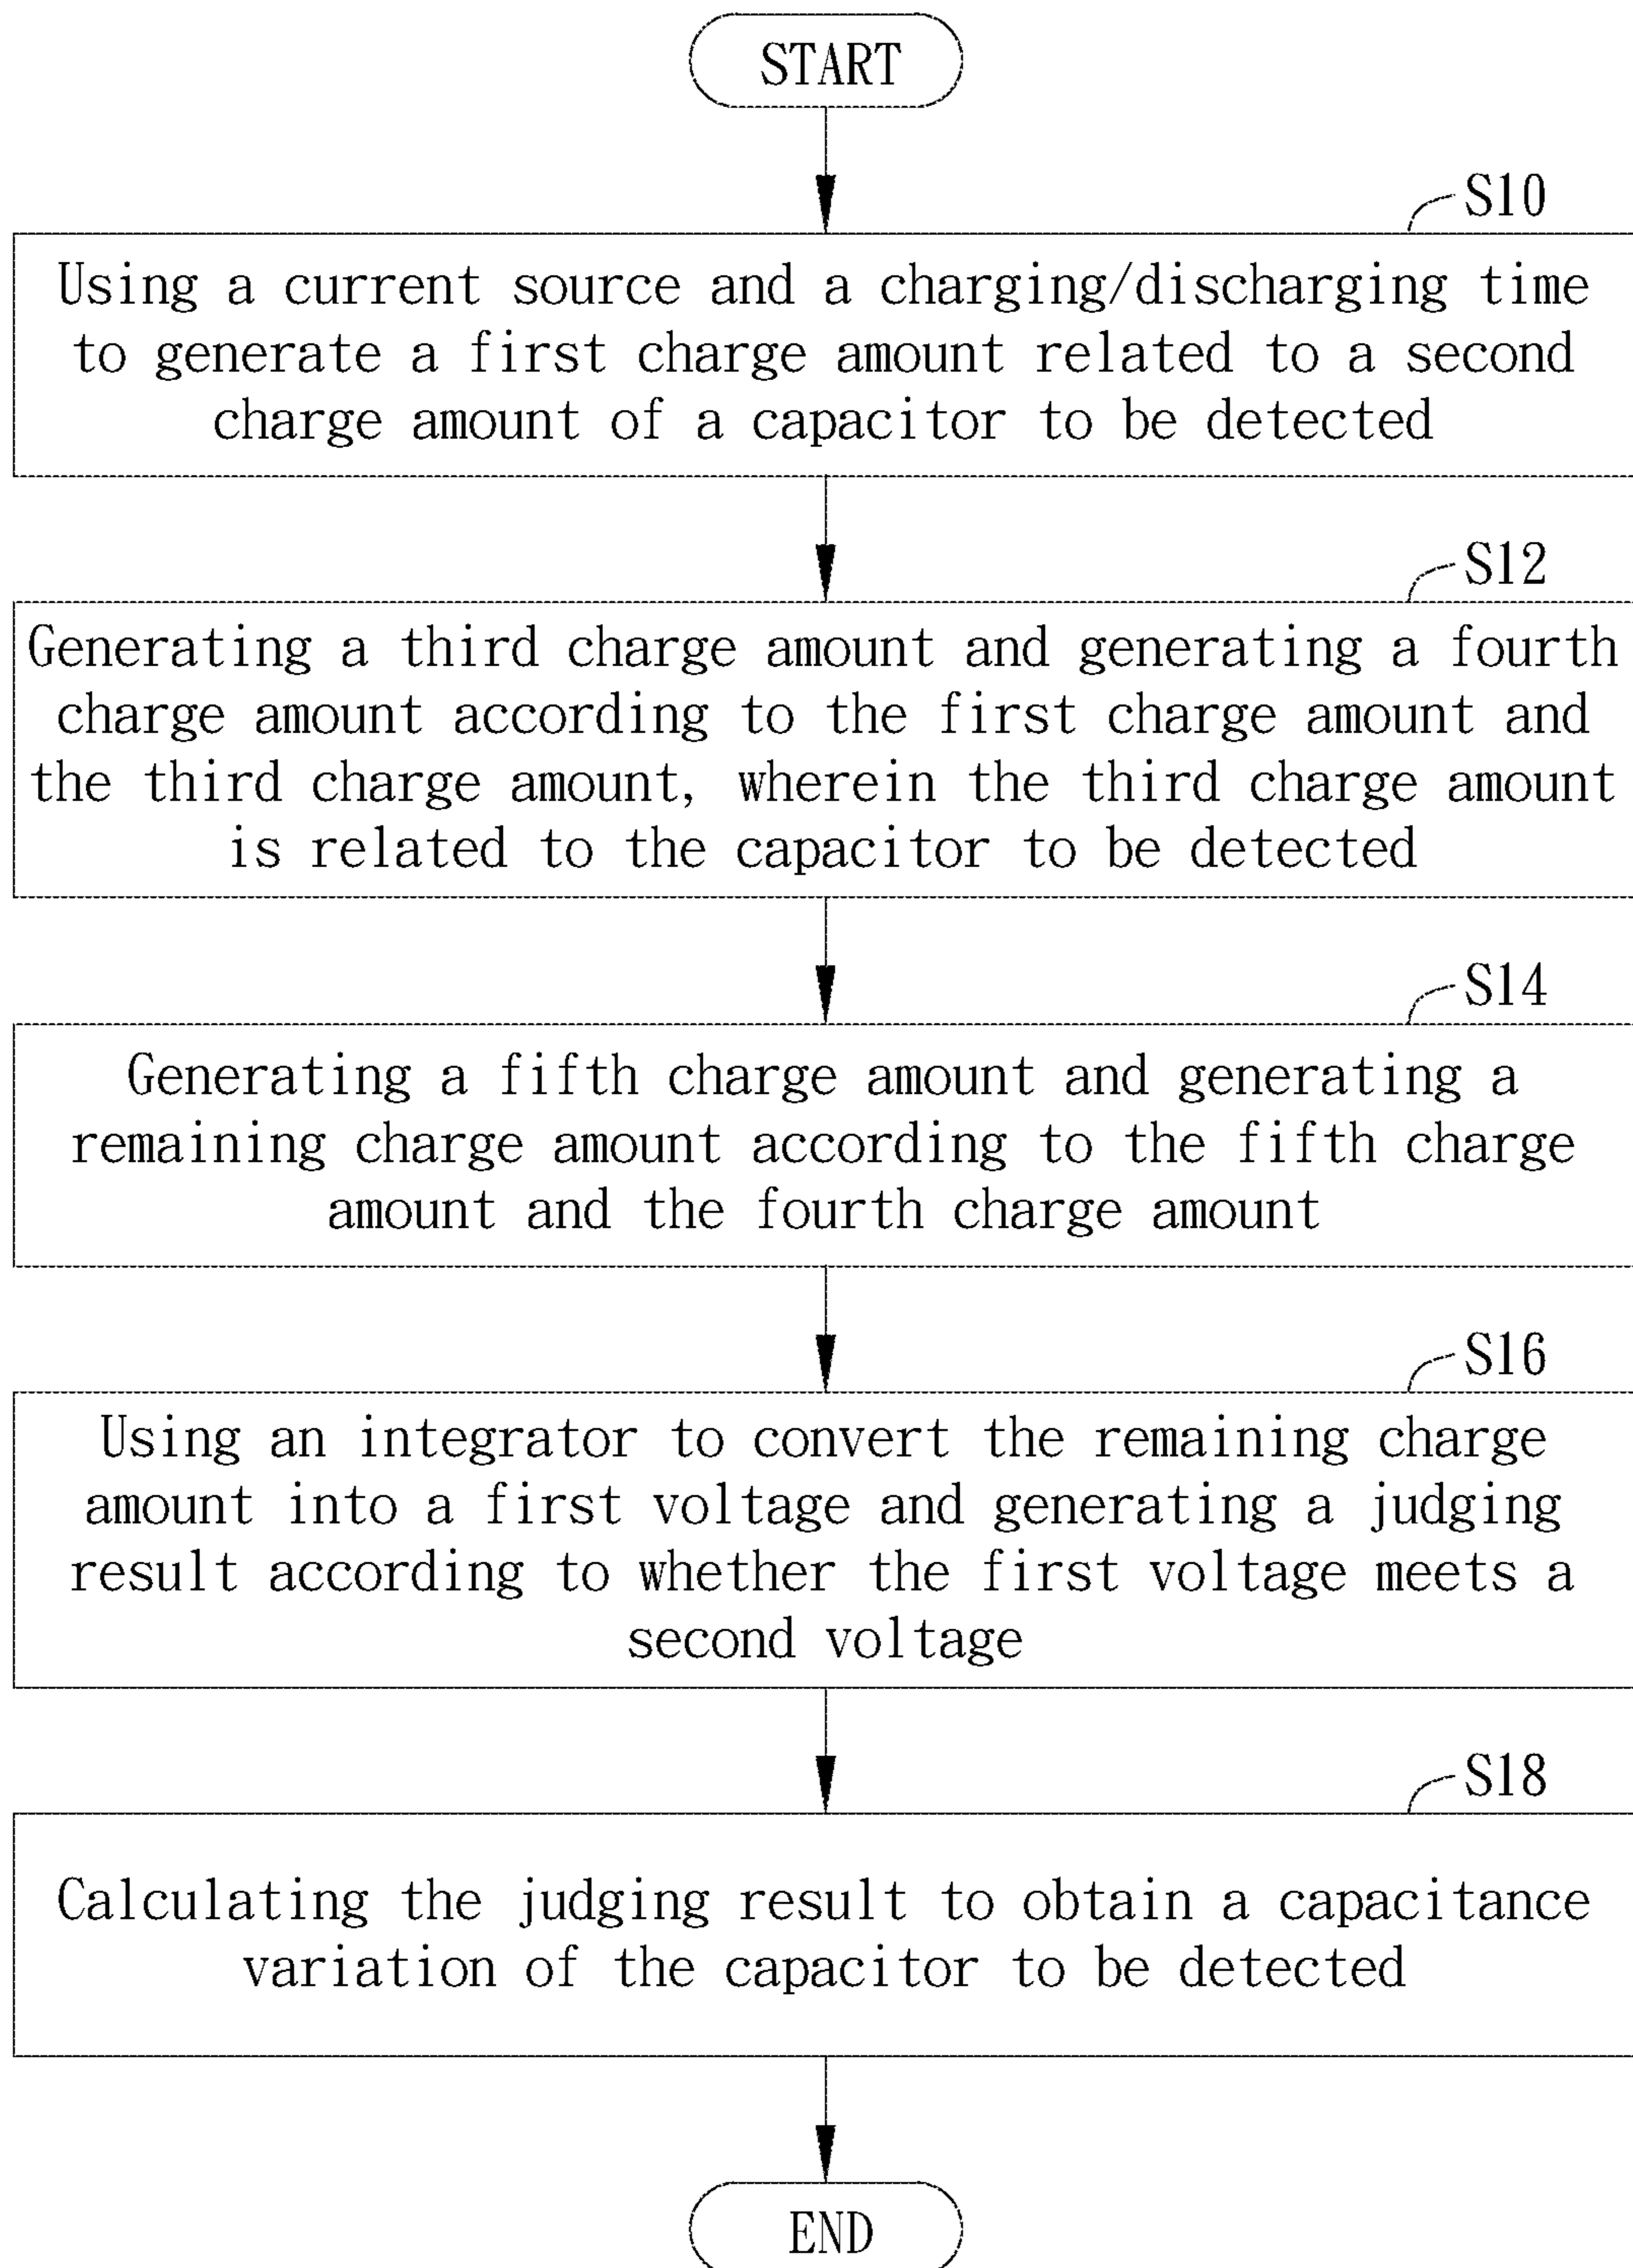 START
S10
Using a current source and a charging/discharging time
to generate a first charge amount related to a second
charge amount of a capacitor to be detected
S12
Generating a third charge amount and generating a fourth
charge amount according to the first charge amount and
the third charge amount, wherein the third charge amount
is related to the capacitor to be detected
S14
Generating a fifth charge amount and generating a
remaining charge amount according to the fifth charge
amount and the fourth charge amount
S16
Using an integrator to convert the remaining charge
amount into a first voltage and generating a judging
result according to whether the first voltage meets a
second voltage
S18
Calculating the judging result to obtain a capacitance
variation of the capacitor to be detected
END